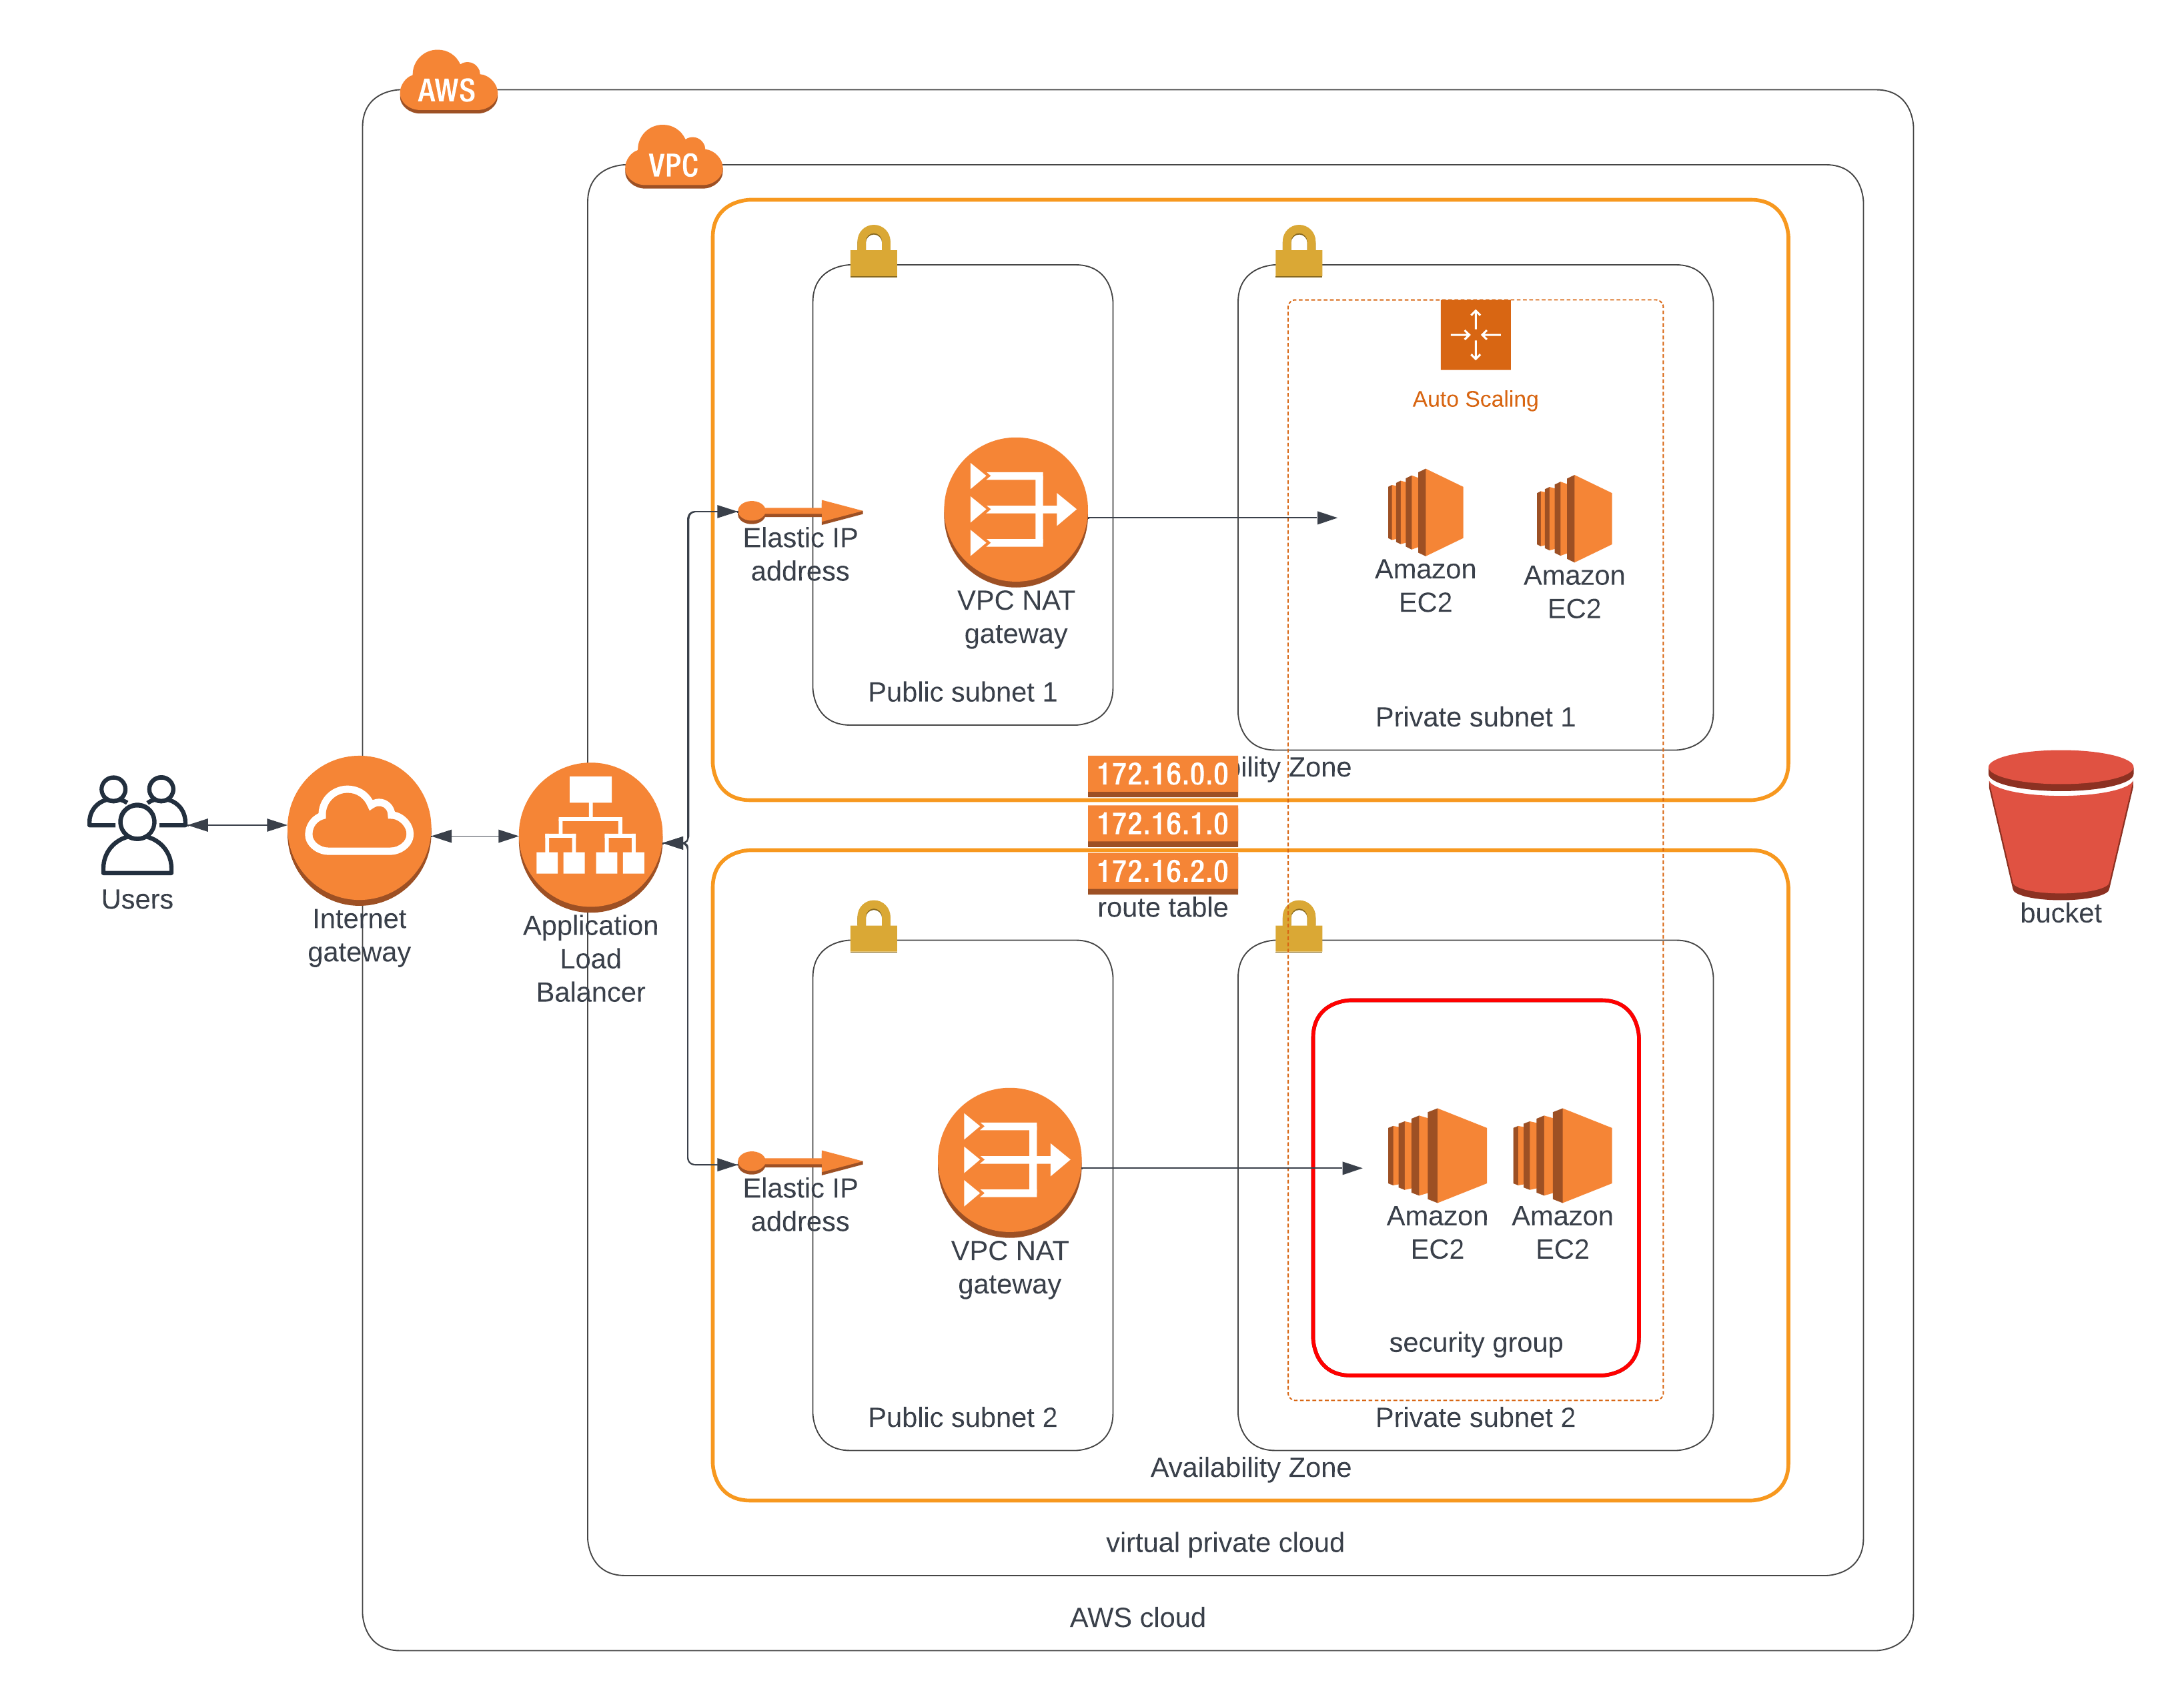 AWS
VPC
Auto Scaling
Elastic IP
address
VPC NAT
gateway
Amazon
EC2
Amazon
EC2
Public subnet 1
Private subnet 1
172.16.0.0
bility Zone
172.16.1.0
172.16.2.0
route table
Users
Internet
gateway
Application
Load
Balancer
bucket
Elastic IP
address
VPC NAT
gateway
Amazon
EC2
Amazon
EC2
security group
Public subnet 2
Private subnet 2
Availability Zone
virtual private cloud
AWS cloud